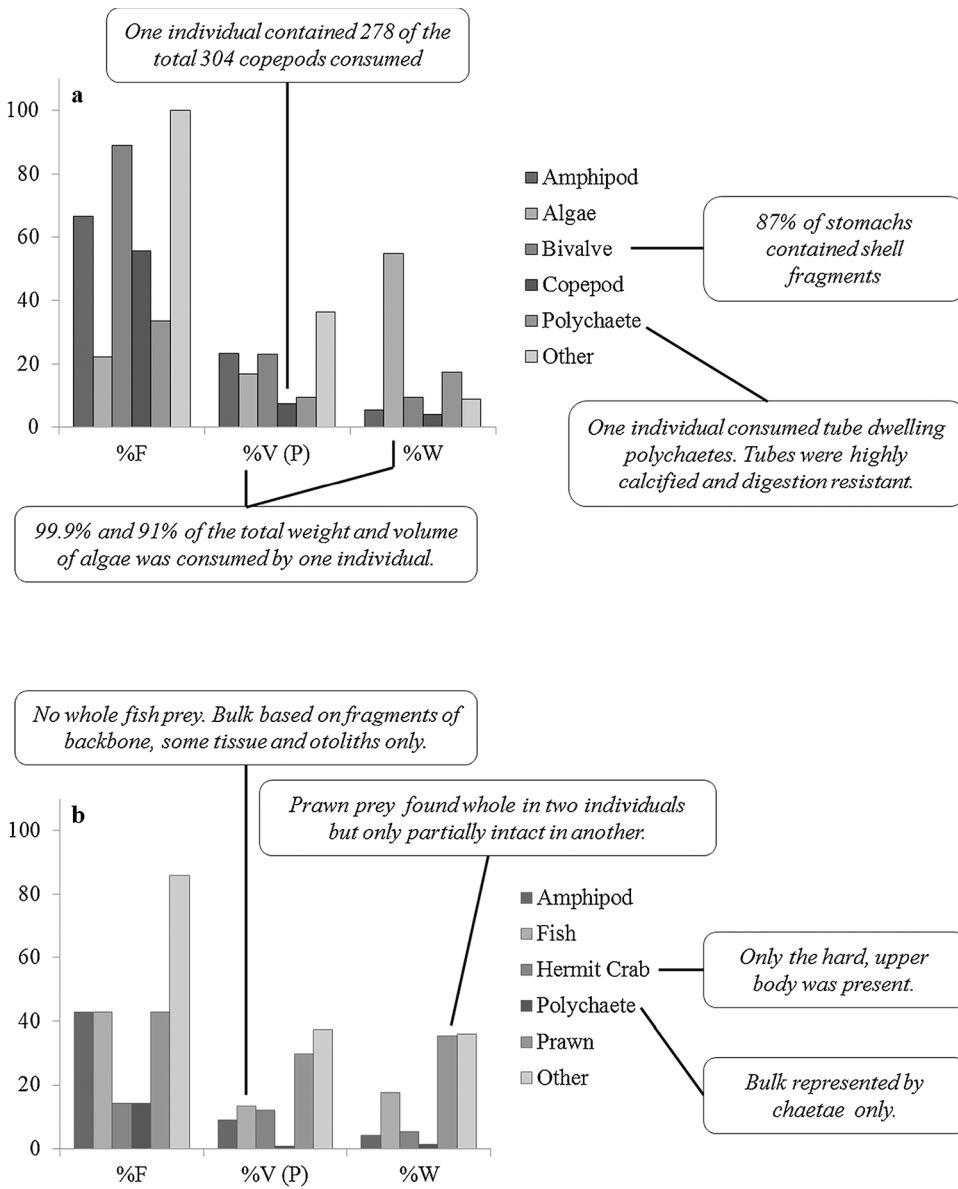 One individual contained 278 of the
total 304 copepods consumed
a
100
80
60
40
20
0
%F
%V (P)
%W
Amphipod
Algae
Bivalve
Copepod
Polychaete
Other
87% of stomachs
contained shell
fragments
One individual consumed tube dwelling
polychaetes. Tubes were highly
calcified and digestion resistant.
99.9% and 91% of the total weight and volume
of algae was consumed by one individual.
No whole fish prey. Bulk based on fragments of
backbone, some tissue and otoliths only.
Prawn prey found whole in two individuals
but only partially intact in another.
b
100
80
60
40
20
0
%F
%V (P)
%W
Amphipod
Fish
Hermit Crab
Polychaete
Prawn
Other
Only the hard, upper
body was present.
Bulk represented by
chaetae only.